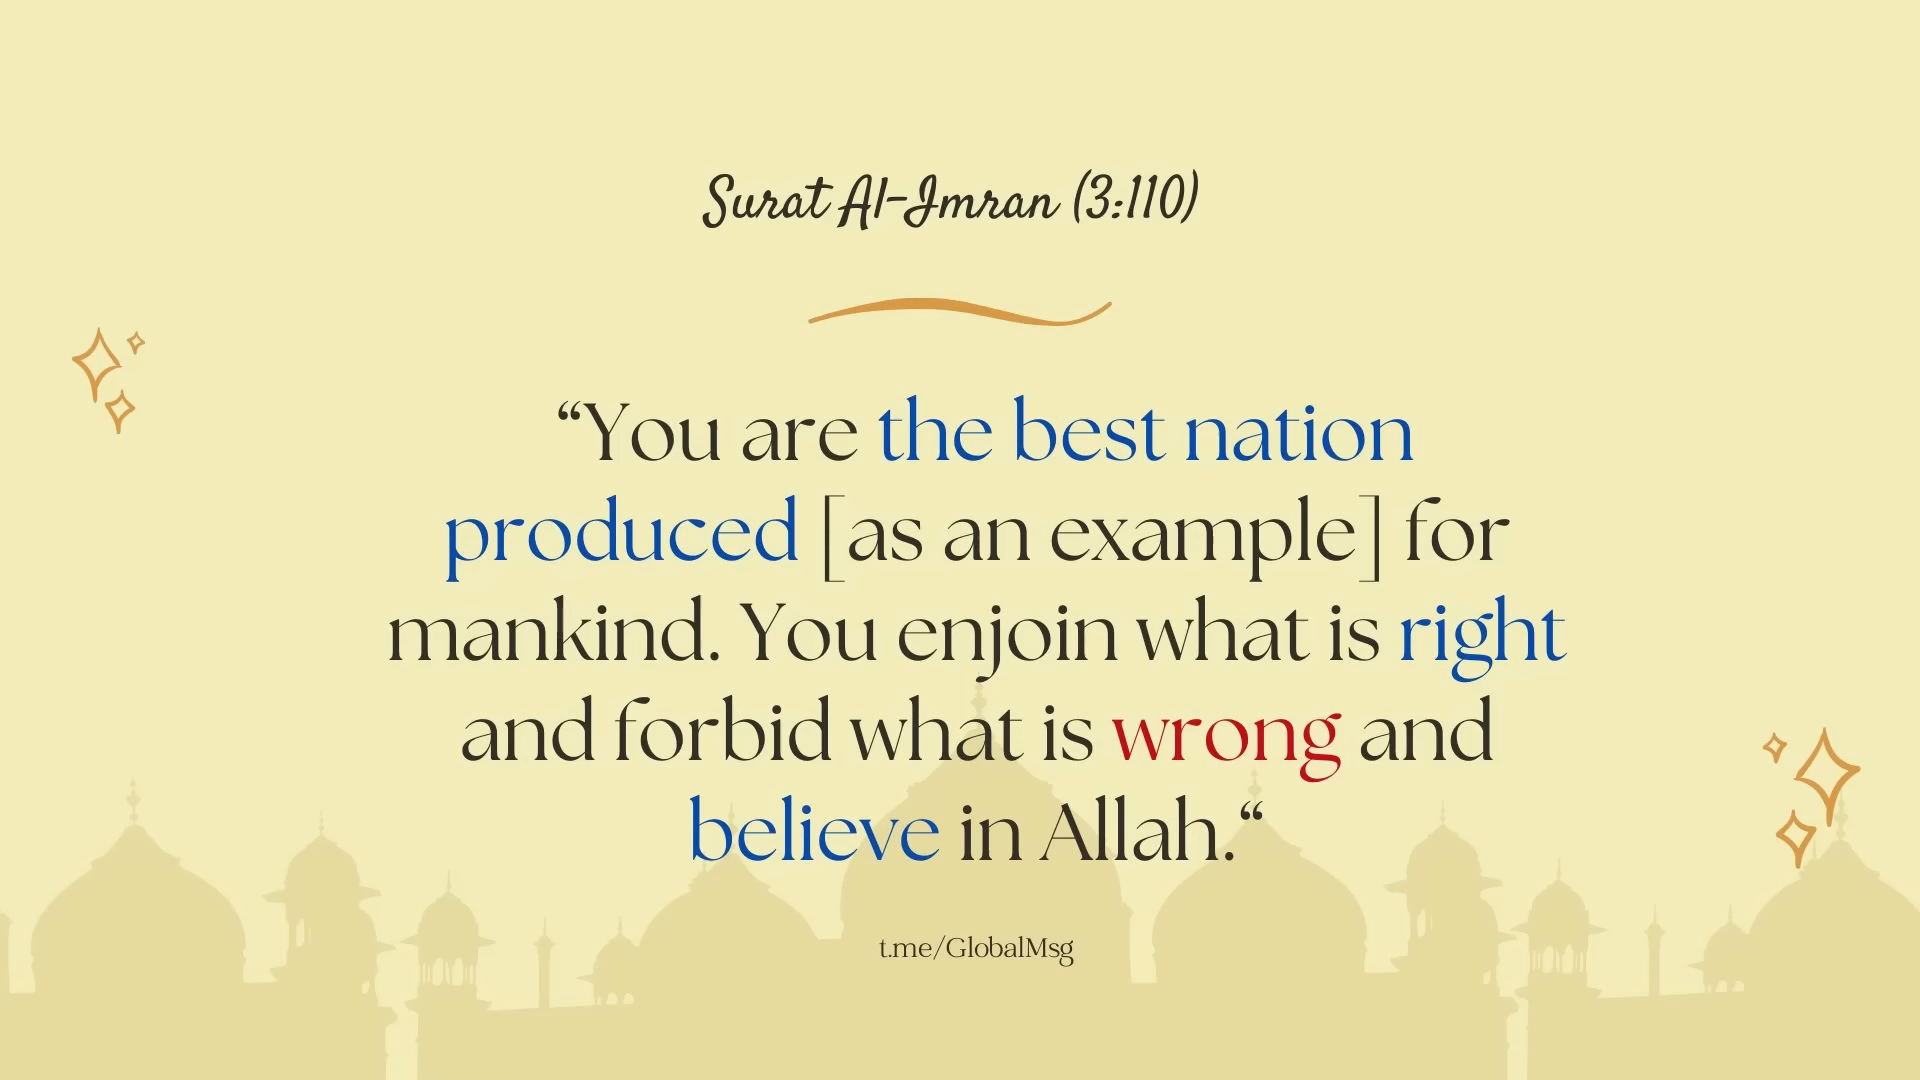 Surat Al-Imran (3:110)
“You are the best nation
produced [as an example] for
mankind. You enjoin what is right
and forbid what is wrong and
believe in Allah.“
t.me/GlobalMsg